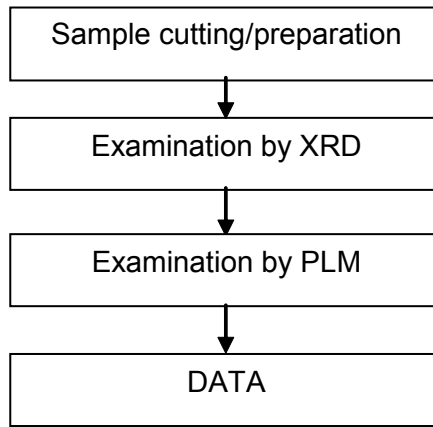 Sample cutting/preparation
Examination by XRD
Examination by PLM
DATA